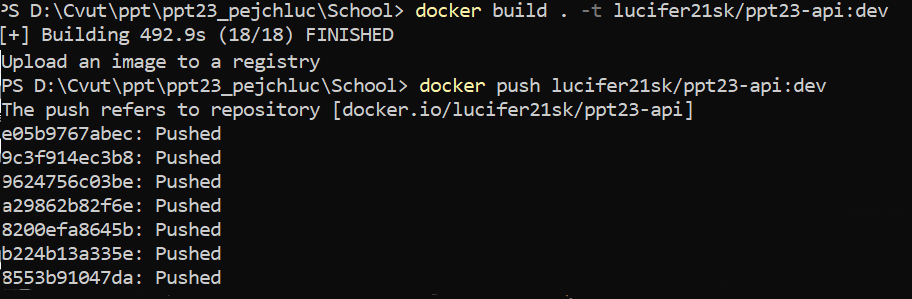 PS D:\Cvut\ppt\ppt23_pejchluc\School> docker build . -t lucifer21sk/ppt23-api:dev
[+] Building 492.9s (18/18) FINISHED
Upload an image to a registry
PS D:\Cvut\ppt\ppt23_pejchluc\School> docker push lucifer21sk/ppt23-api:dev
The push refers to repository [docker.io/lucifer21sk/ppt23-api]
e05b9767abec: Pushed
9c3f914ec3b8: Pushed
9624756c03be: Pushed
a29862b82f6e: Pushed
8200efa8645b: Pushed
b224b13a335e: Pushed
8553b91047da: Pushed